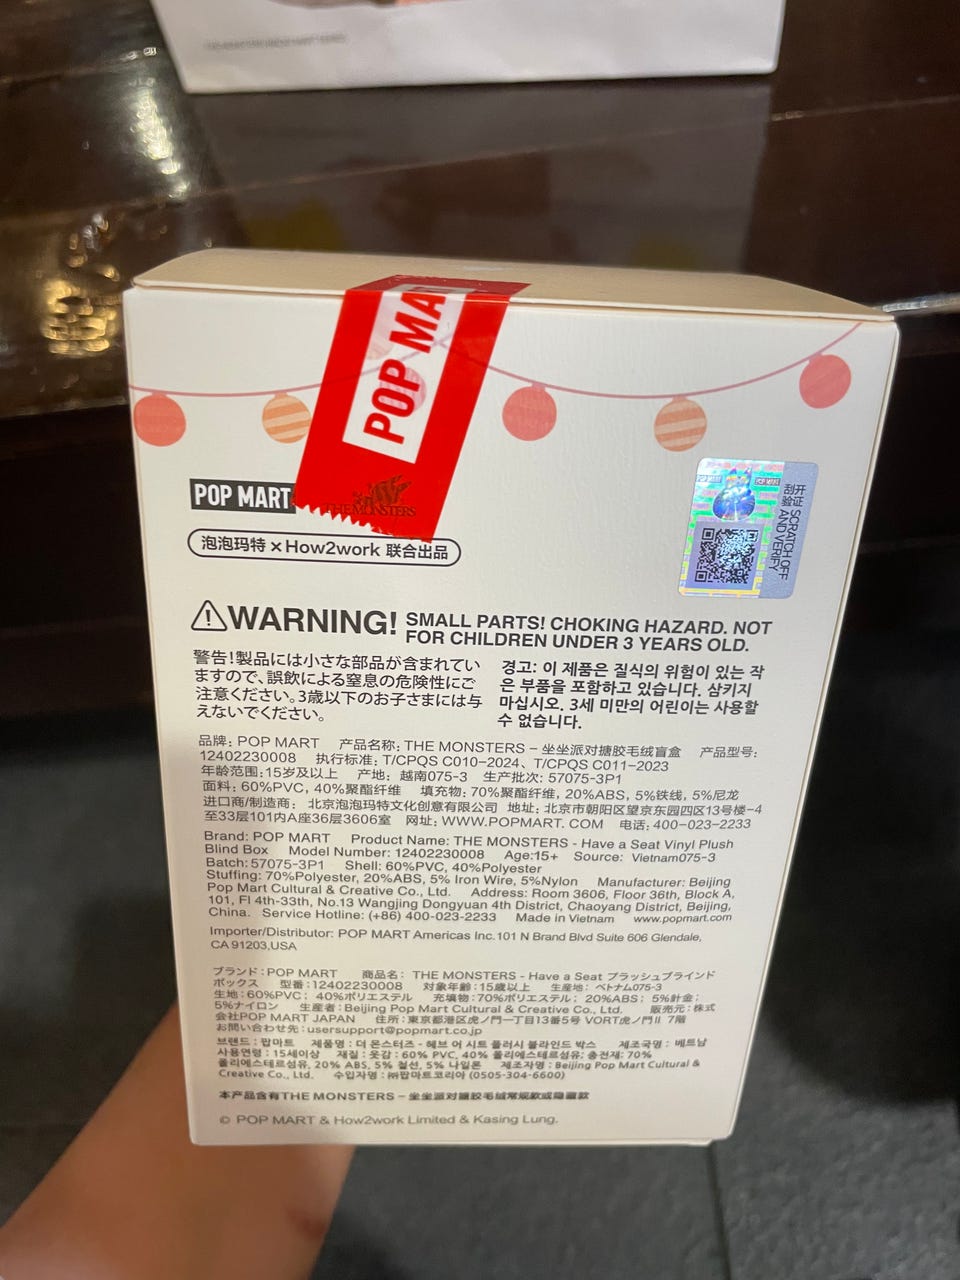 POP MA
POP MART
THE MONSTERS
泡泡玛特×How2work 联合出品
POP MART
POP MART
刮开
验证
SCRATCH OFF
AND VERIFY
WARNING! SMALL PARTS! CHOKING HAZARD. NOT
FOR CHILDREN UNDER 3 YEARS OLD.
警告!製品には小さな部品が含まれてい
ますので、誤飲による窒息の危険性にご
注意ください。3歳以下のお子さまには与
えないでください。
경고: 이 제품은 질식의 위험이 있는 작
은 부품을 포함하고 있습니다. 삼키지
마십시오. 3세 미만의 어린이는 사용할
수 없습니다.
品牌: POP MART 产品名称: THE MONSTERS – 坐坐派对搪胶毛绒盲盒 产品型号:
12402230008 执行标准: T/CPQS C010-2024、T/CPQS C011-2023
年龄范围:15岁及以上 产地: 越南075-3 生产批次: 57075-3P1
面料: 60%PVC, 40%聚酯纤维 填充物: 70%聚酯纤维, 20%ABS, 5%铁线, 5%尼龙
进口商/制造商: 北京泡泡玛特文化创意有限公司 地址: 北京市朝阳区望京东园四区13号楼-4
至33层101内A座36层3606室 网址: WWW.POPMART. COM 电话: 400-023-2233
Brand: POP MART Product Name: THE MONSTERS - Have a Seat Vinyl Plush
Blind Box Model Number: 12402230008 Age:15+ Source: Vietnam075-3
Batch: 57075-3P1 Shell: 60%PVC, 40%Polyester
Stuffing: 70%Polyester, 20%ABS, 5% Iron Wire, 5%Nylon Manufacturer: Beijing
Pop Mart Cultural & Creative Co., Ltd. Address: Room 3606, Floor 36th, Block A,
101, Fl 4th-33th, No.13 Wangjing Dongyuan 4th District, Chaoyang District, Beijing,
China. Service Hotline: (+86) 400-023-2233 Made in Vietnam www.popmart.com
Importer/Distributor: POP MART Americas Inc.101 N Brand Blvd Suite 606 Glendale,
CA 91203,USA
ブランド: POP MART 商品名: THE MONSTERS - Have a Seat プラッシュブラインド
ボックス 型番:12402230008 対象年齢:15歳以上 生産地: ベトナム075-3
生地: 60%PVC; 40%ポリエステル 充填物:70%ポリエステル; 20%ABS; 5%針金;
5%ナイロン 生産者: Beijing Pop Mart Cultural & Creative Co., Ltd. 販売元: 株式
会社POP MART JAPAN 住所: 東京都港区虎ノ門一丁目13番5号 VORT虎ノ門II 7階
お問い合わせ先: usersupport@popmart.co.jp
브랜드 : 팝마트 제품명 : 더 몬스터즈 - 헤브 어 시트 플러시 블라인드 박스 제조국명 : 베트남
사용연령 : 15세이상 재질 : 옷감 : 60% PVC, 40% 폴리에스테르섬유; 충전재: 70%
폴리에스테르섬유, 20% ABS, 5% 철선, 5% 나일론 제조자명 : Beijing Pop Mart Cultural &
Creative Co., Ltd. 수입자명 : ㈜팝마트코리아 (0505-304-6600)
本产品含有THE MONSTERS – 坐坐派对搪胶毛绒常规款或隐藏款
© POP MART & How2work Limited & Kasing Lung.